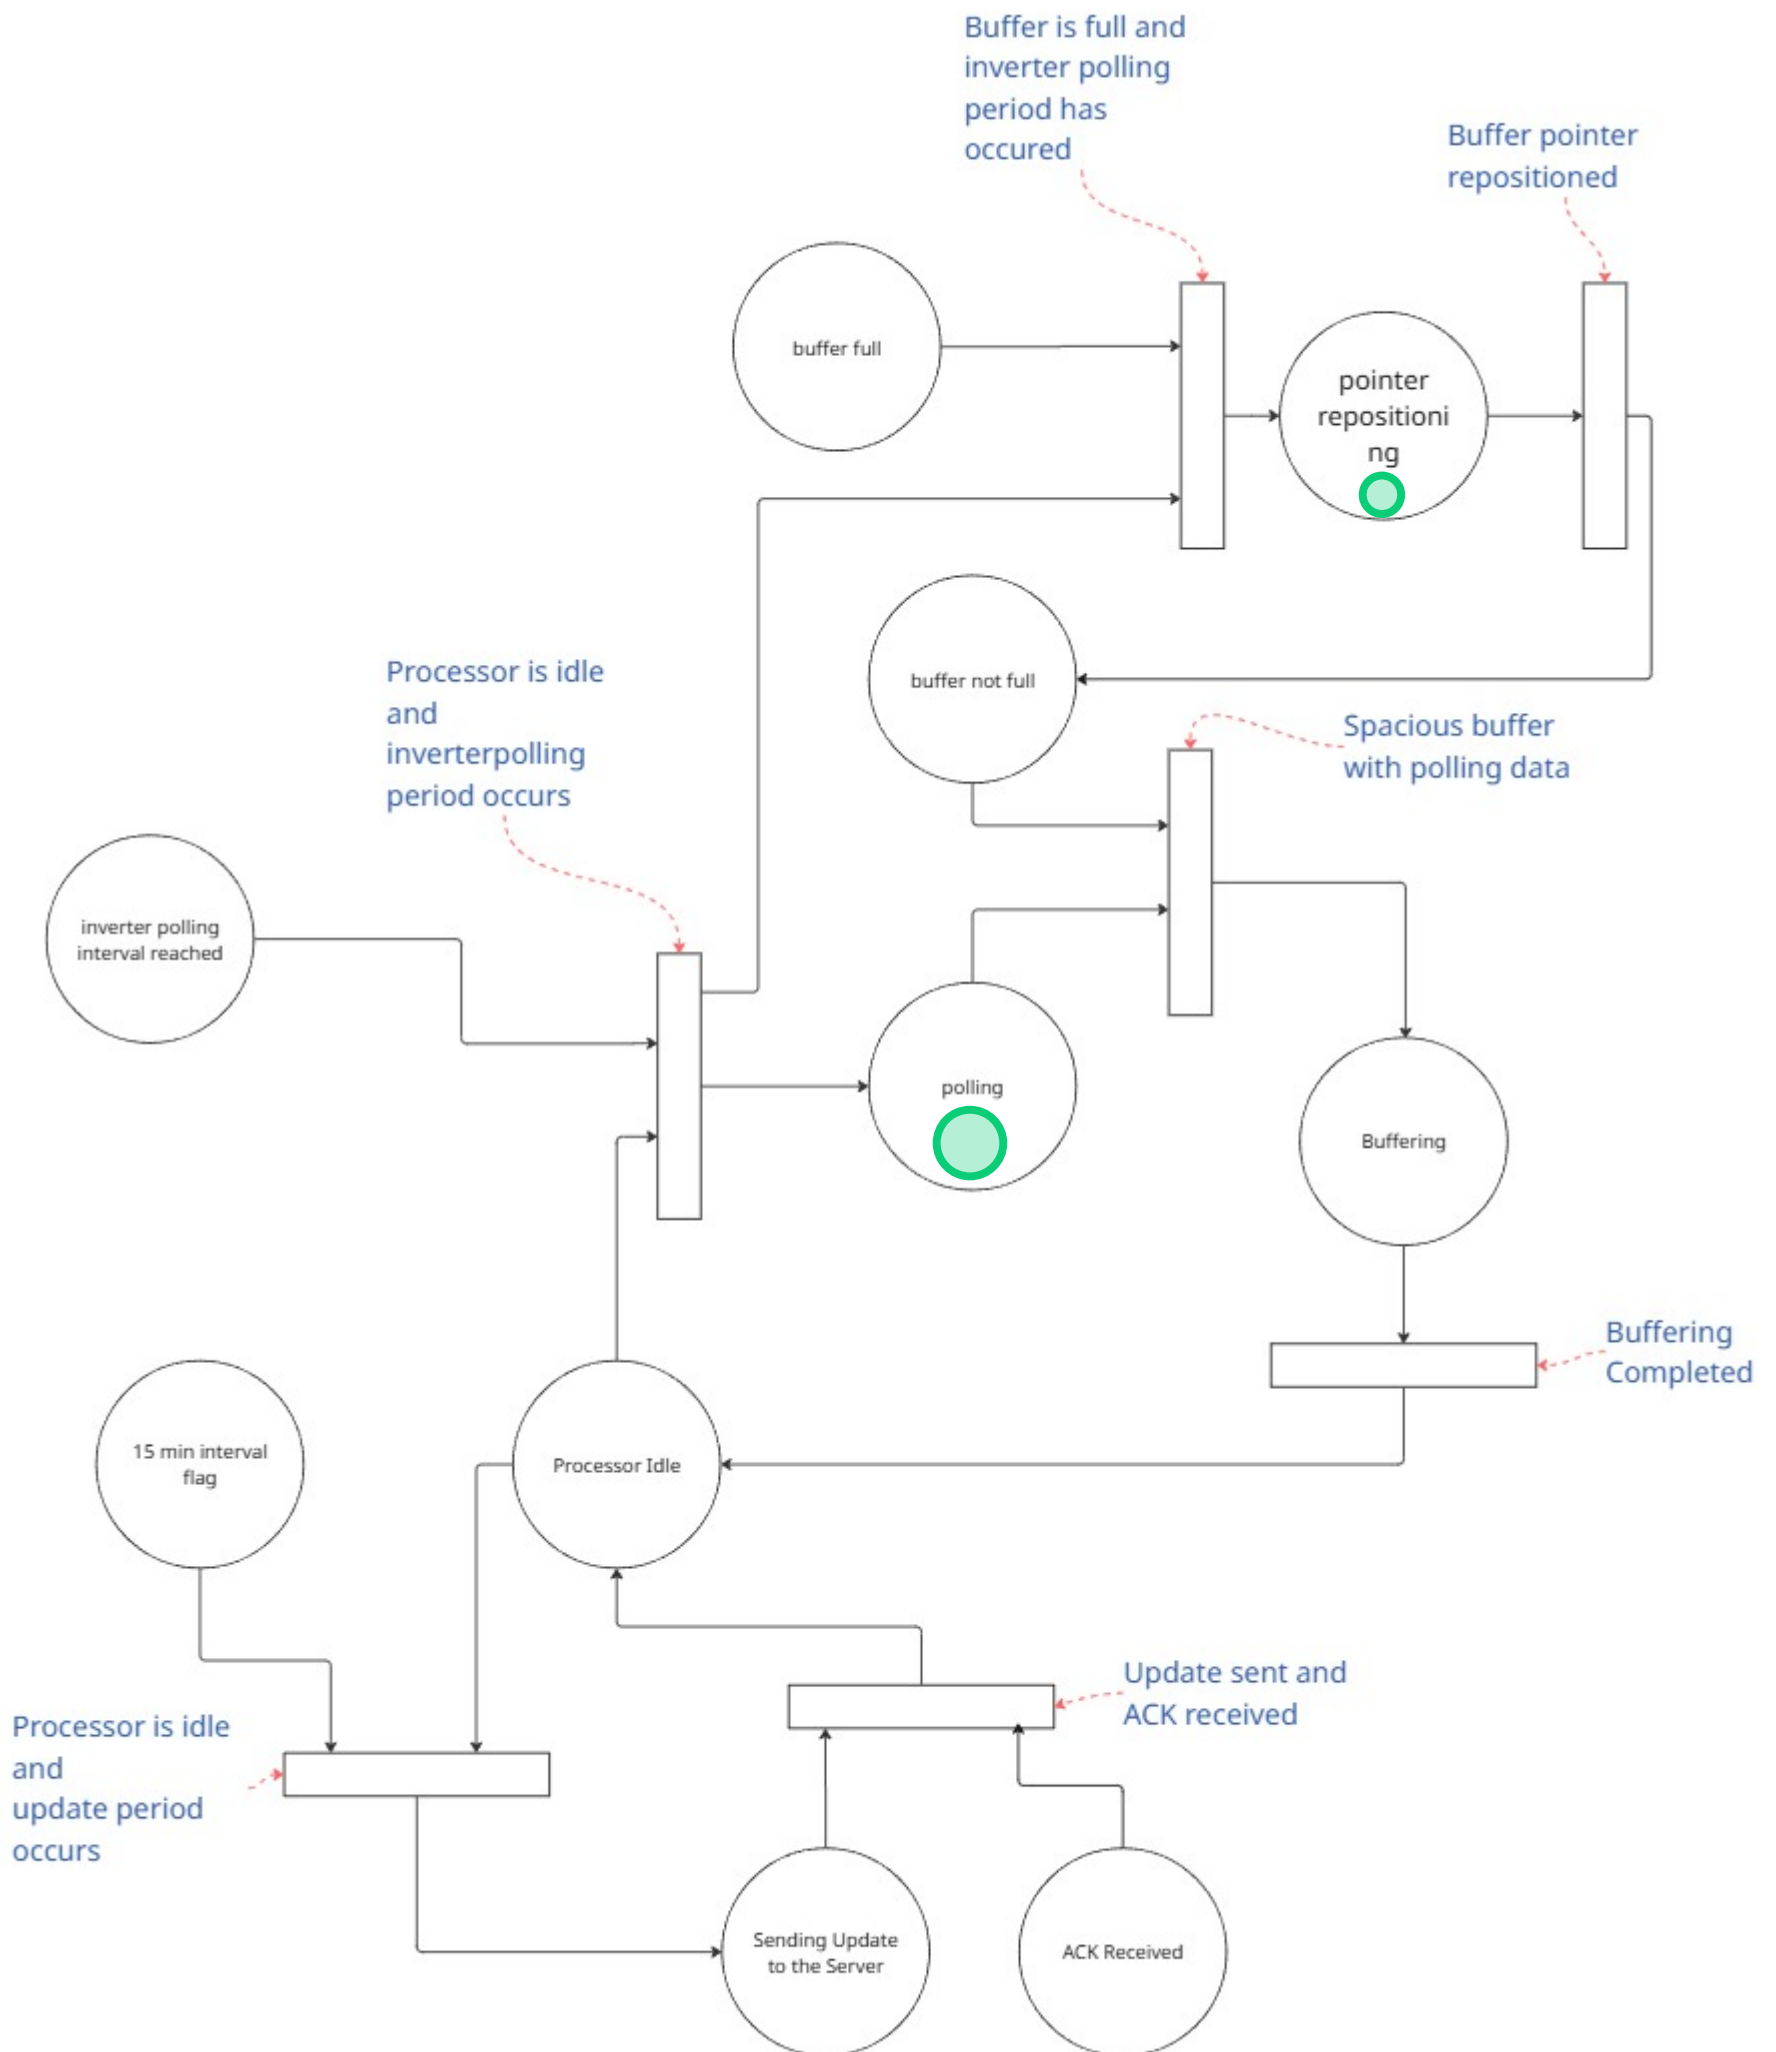 Buffer is full and
inverter polling
period has
occured
Buffer pointer
repositioned
buffer full
pointer
repositioni
ng
buffer not full
Processor is idle
and
inverterpolling
period occurs
Spacious buffer
with polling data
inverter polling
interval reached
polling
Buffering
Buffering
Completed
15 min interval
flag
Processor Idle
Update sent and
ACK received
Processor is idle
and
update period
occurs
Sending Update
to the Server
ACK Received